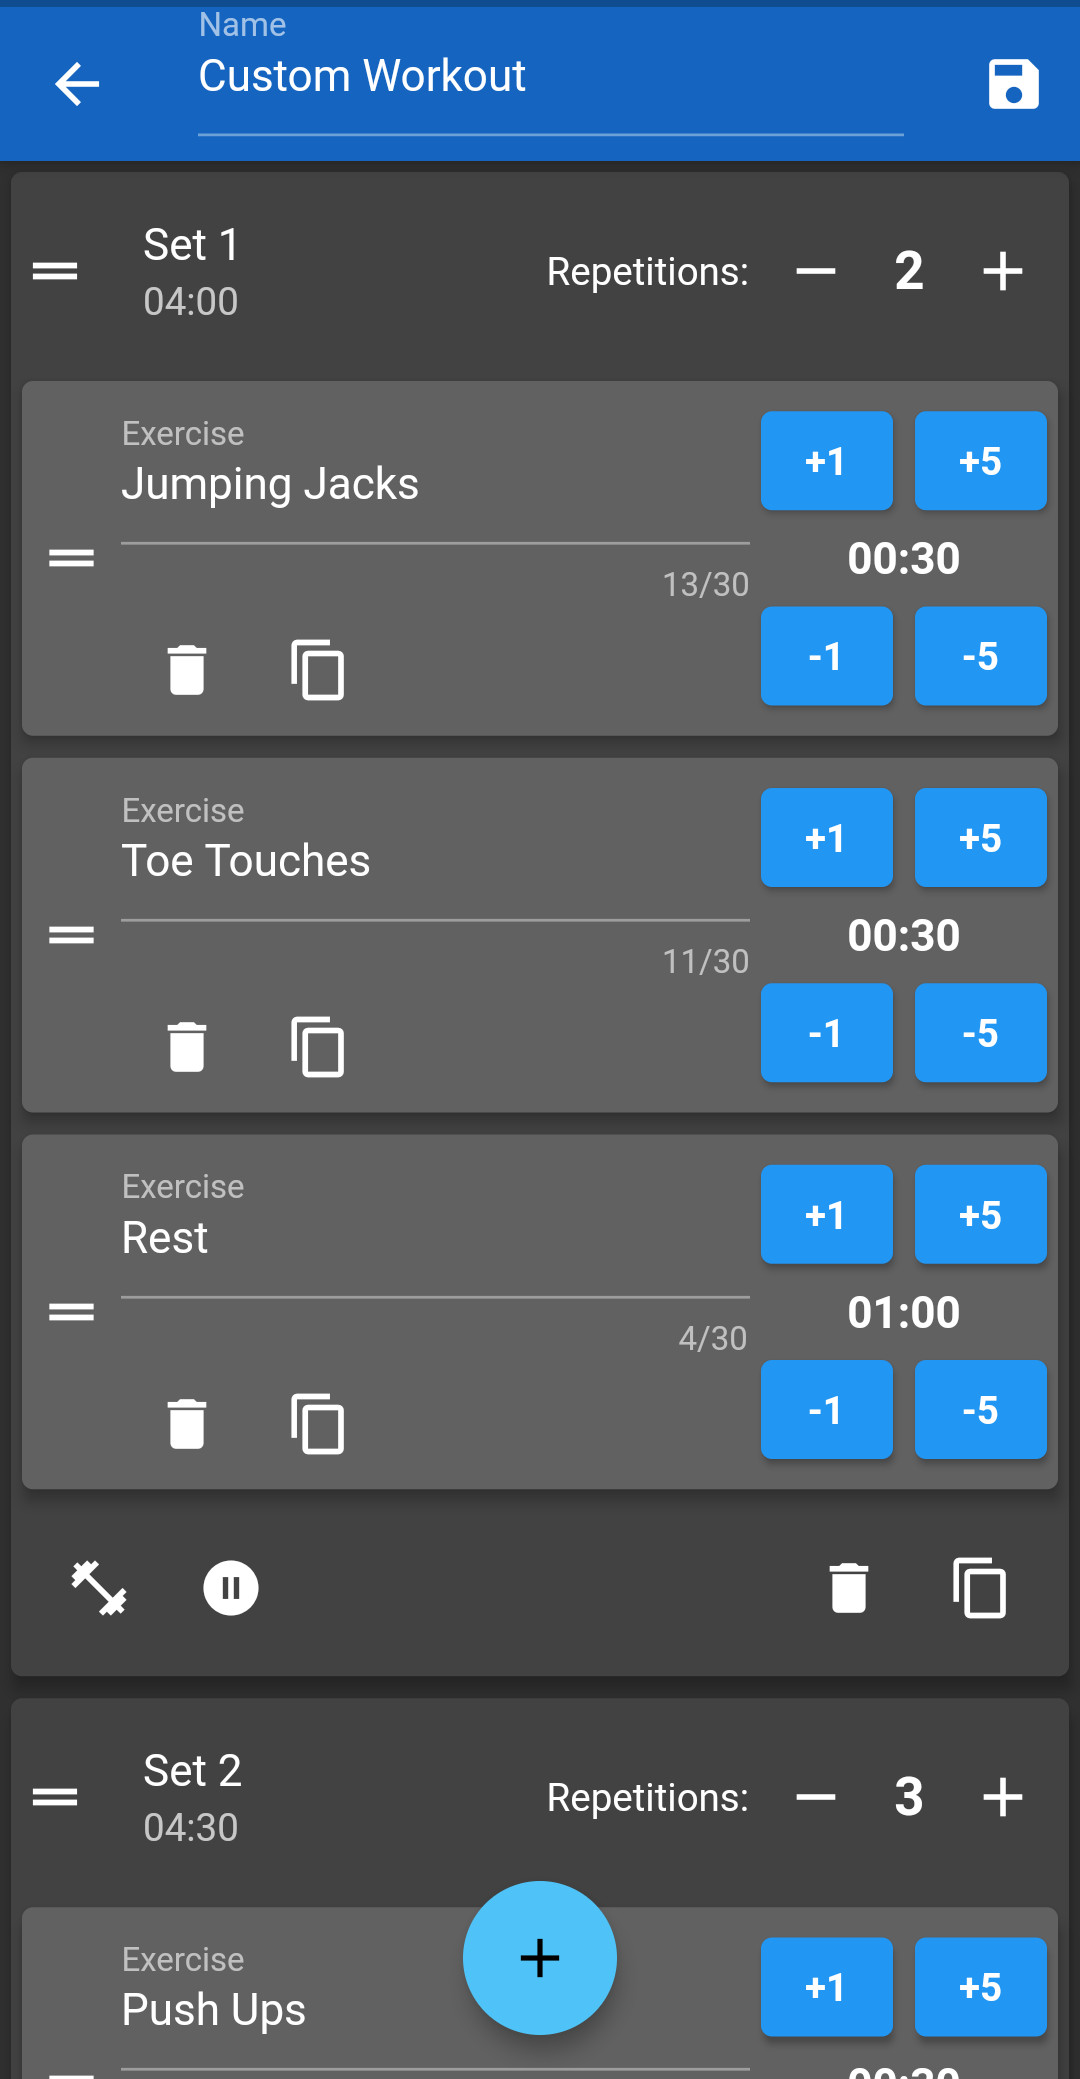 Name
Custom Workout
Set 1
04:00
Repetitions: 2
Exercise
Jumping Jacks
13/30
+1 +5
00:30
-1 -5
Exercise
Toe Touches
11/30
+1 +5
00:30
-1 -5
Exercise
Rest
4/30
+1 +5
01:00
-1 -5
Set 2
04:30
Repetitions: 3
Exercise
Push Ups
+1 +5
00:30